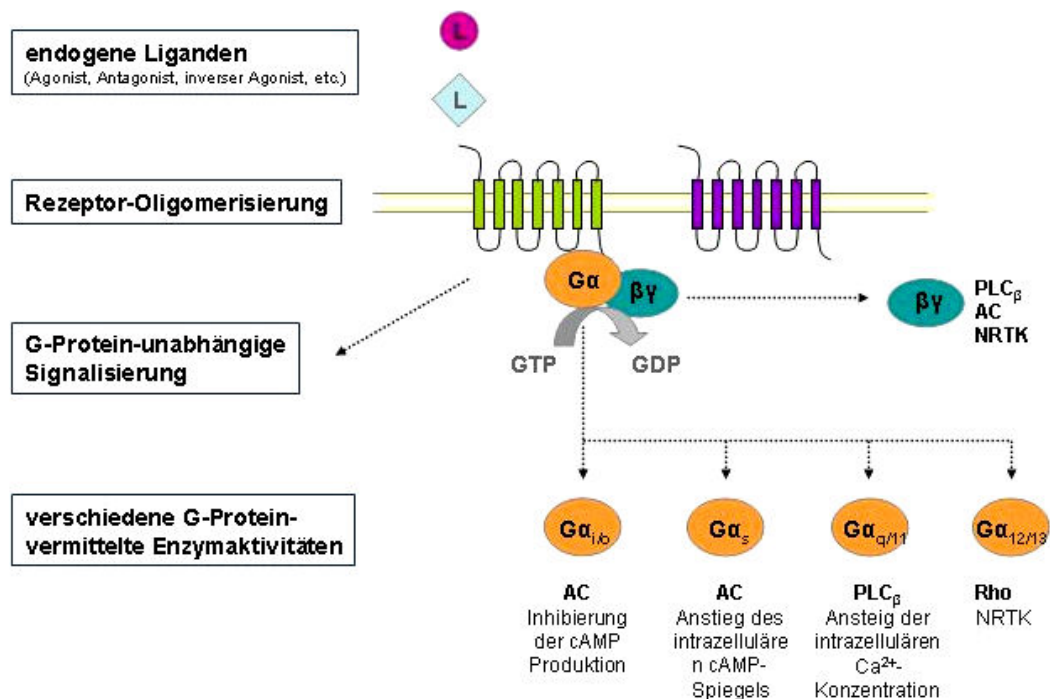 L
endogene Liganden
(Agonist, Antagonist, inverser Agonist, etc.)
L
Rezeptor-Oligomerisierung
Gα
βγ
βγ
PLCβ
AC
NRTK
G-Protein-unabhängige
Signalisierung
GTP
GDP
verschiedene G-Protein-
vermittelte Enzymaktivitäten
Gαi/o
Gαs
Gαq/11
Gα12/13
AC
Inhibierung
der cAMP
Produktion
AC
Anstieg des
intrazelluläre
n cAMP-
Spiegels
PLCβ
Ansteig der
intrazellulären
Ca²⁺-
Konzentration
Rho
NRTK